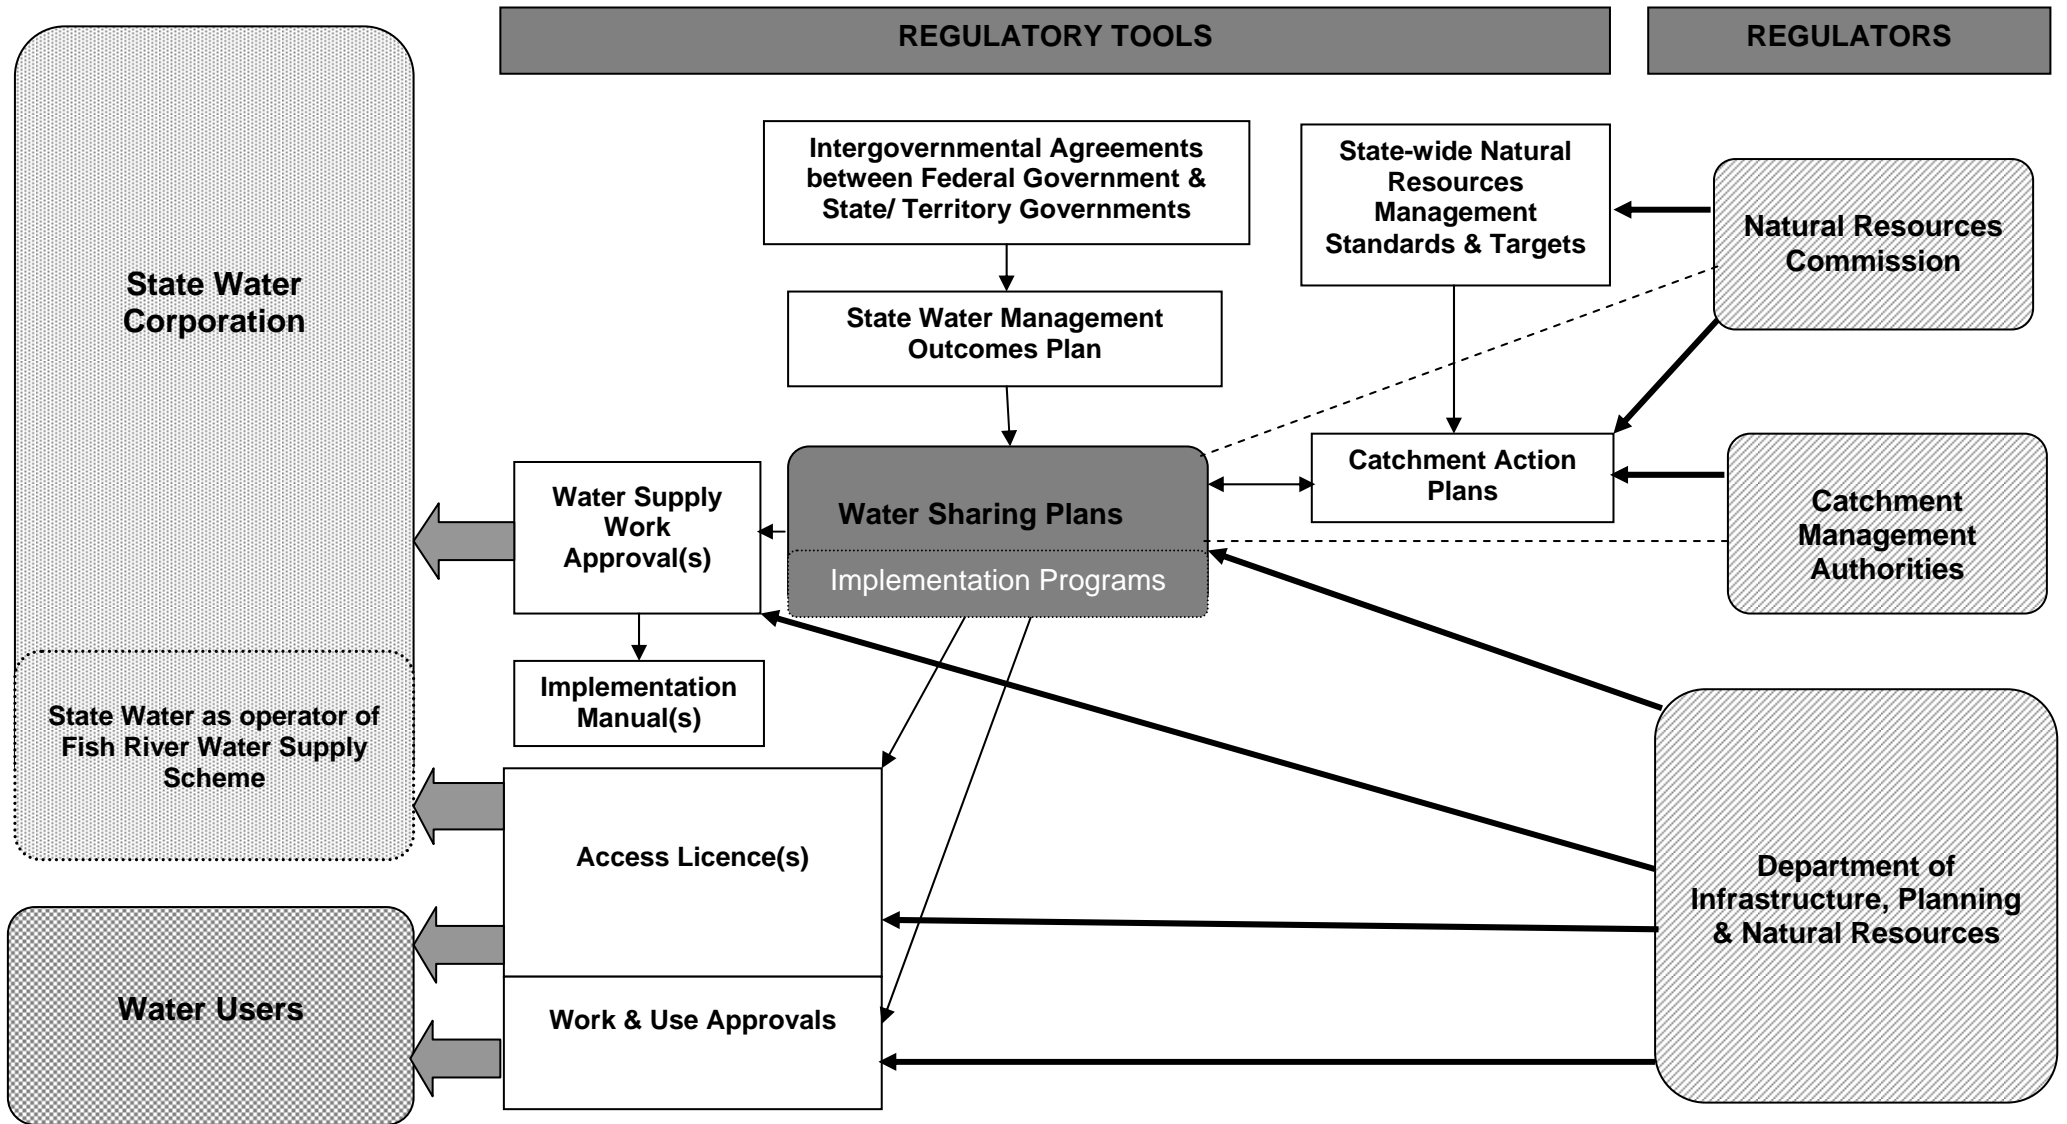 REGULATORY TOOLS
REGULATORS
State Water
Corporation
State Water as operator of
Fish River Water Supply
Scheme
Water Users
Intergovernmental Agreements
between Federal Government &
State/ Territory Governments
State Water Management
Outcomes Plan
State-wide Natural
Resources
Management
Standards & Targets
Natural Resources
Commission
Water Supply
Work
Approval(s)
Water Sharing Plans
Implementation Programs
Catchment Action
Plans
Catchment
Management
Authorities
Implementation
Manual(s)
Access Licence(s)
Work & Use Approvals
Department of
Infrastructure, Planning
& Natural Resources